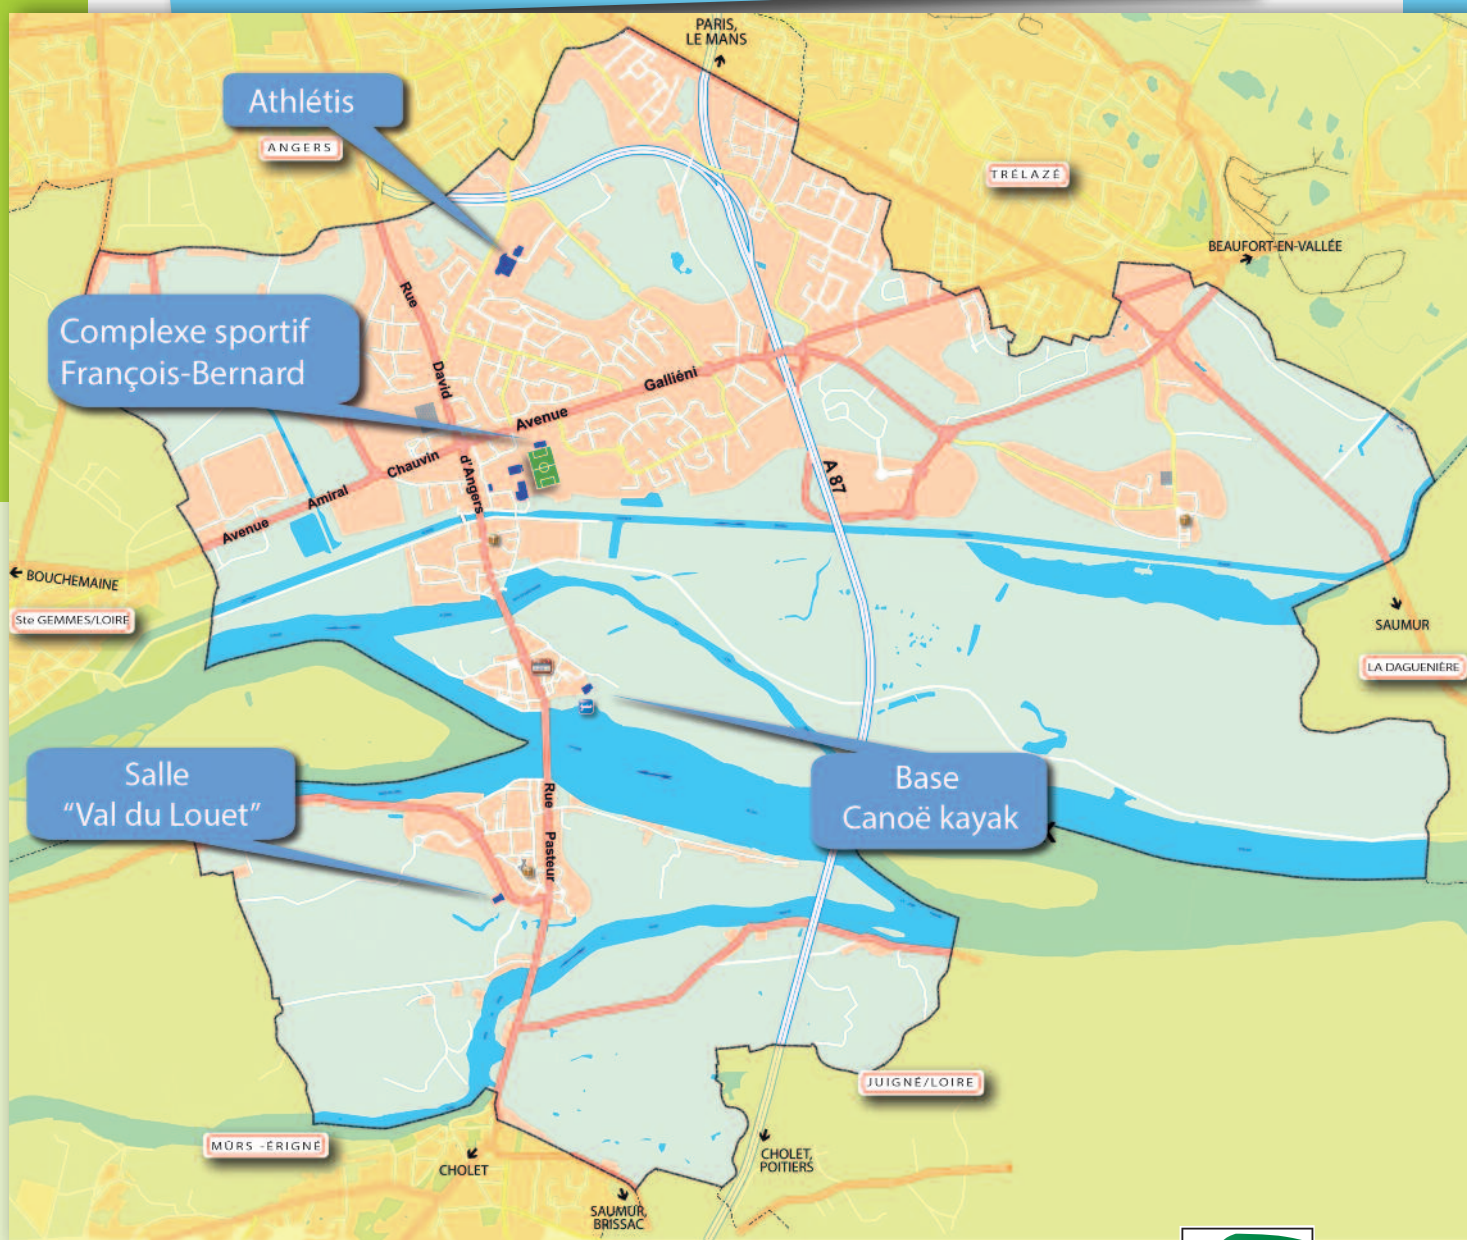 PARIS,
LE MANS
Athlétis
ANGERS
TRÉLAZÉ
BEAUFORT-EN-VALLÉE
Complexe sportif
François-Bernard
Rue
David
d'Angers
Avenue
Galliéni
Avenue
Amiral
Chauvin
A 87
BOUCHEMAINE
Ste GEMMES/LOIRE
SAUMUR
LA DAGUENIÈRE
Salle
“Val du Louet”
Base
Canoë kayak
Rue
Pasteur
JUIGNÉ/LOIRE
MÛRS -ÉRIGNÉ
CHOLET
CHOLET,
POITIERS
SAUMUR,
BRISSAC